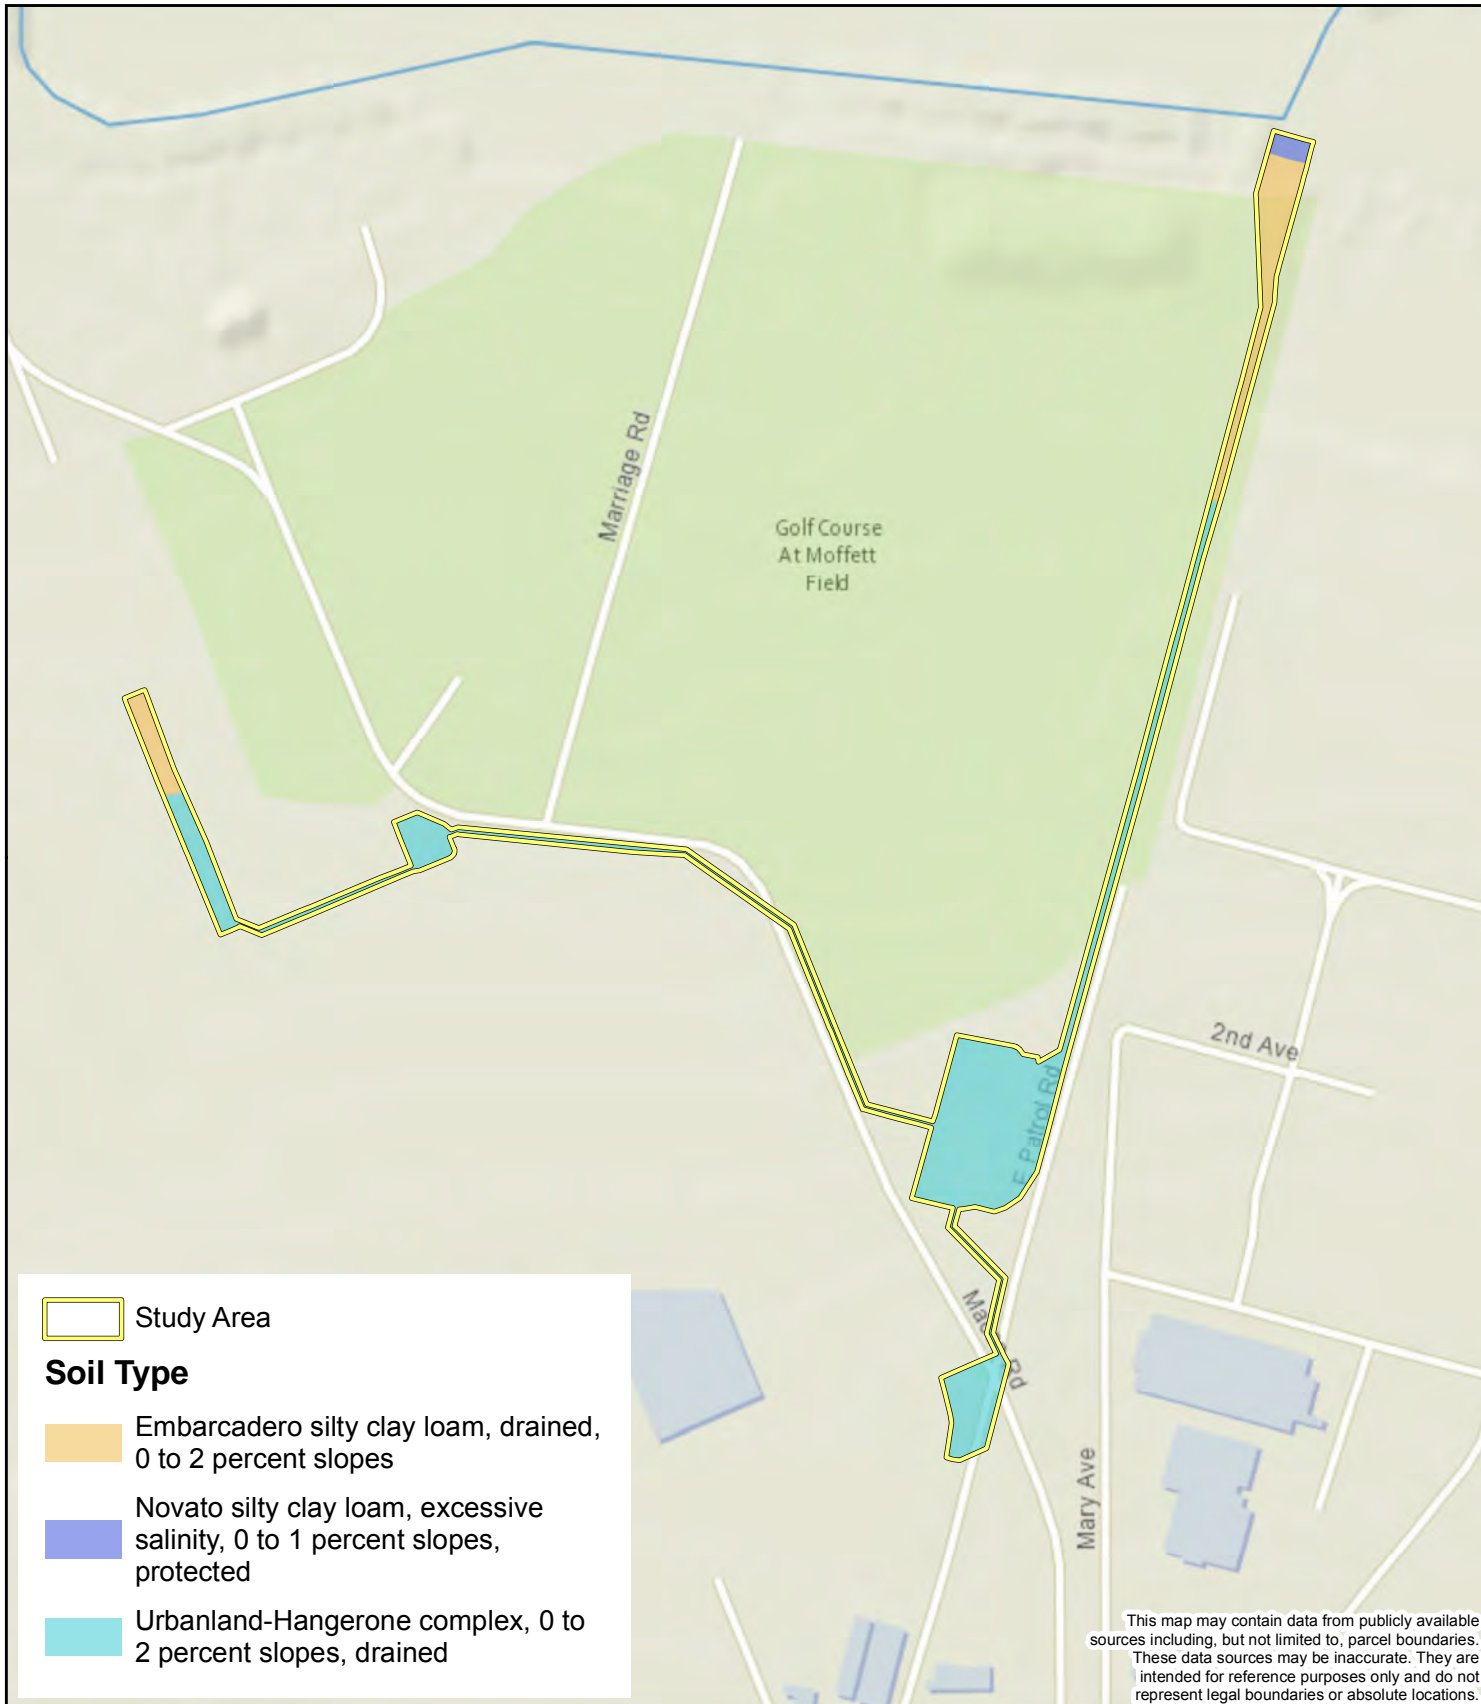 Marriage Rd
Golf Course
At Moffett
Field
2nd Ave
E Patrol Rd
Rd
Mary Ave
Study Area
Soil Type
Embarcadero silty clay loam, drained,
0 to 2 percent slopes
Novato silty clay loam, excessive
salinity, 0 to 1 percent slopes,
protected
Urbanland-Hangerone complex, 0 to
2 percent slopes, drained
This map may contain data from publicly available
sources including, but not limited to, parcel boundaries.
These data sources may be inaccurate. They are
intended for reference purposes only and do not
represent legal boundaries or absolute locations.